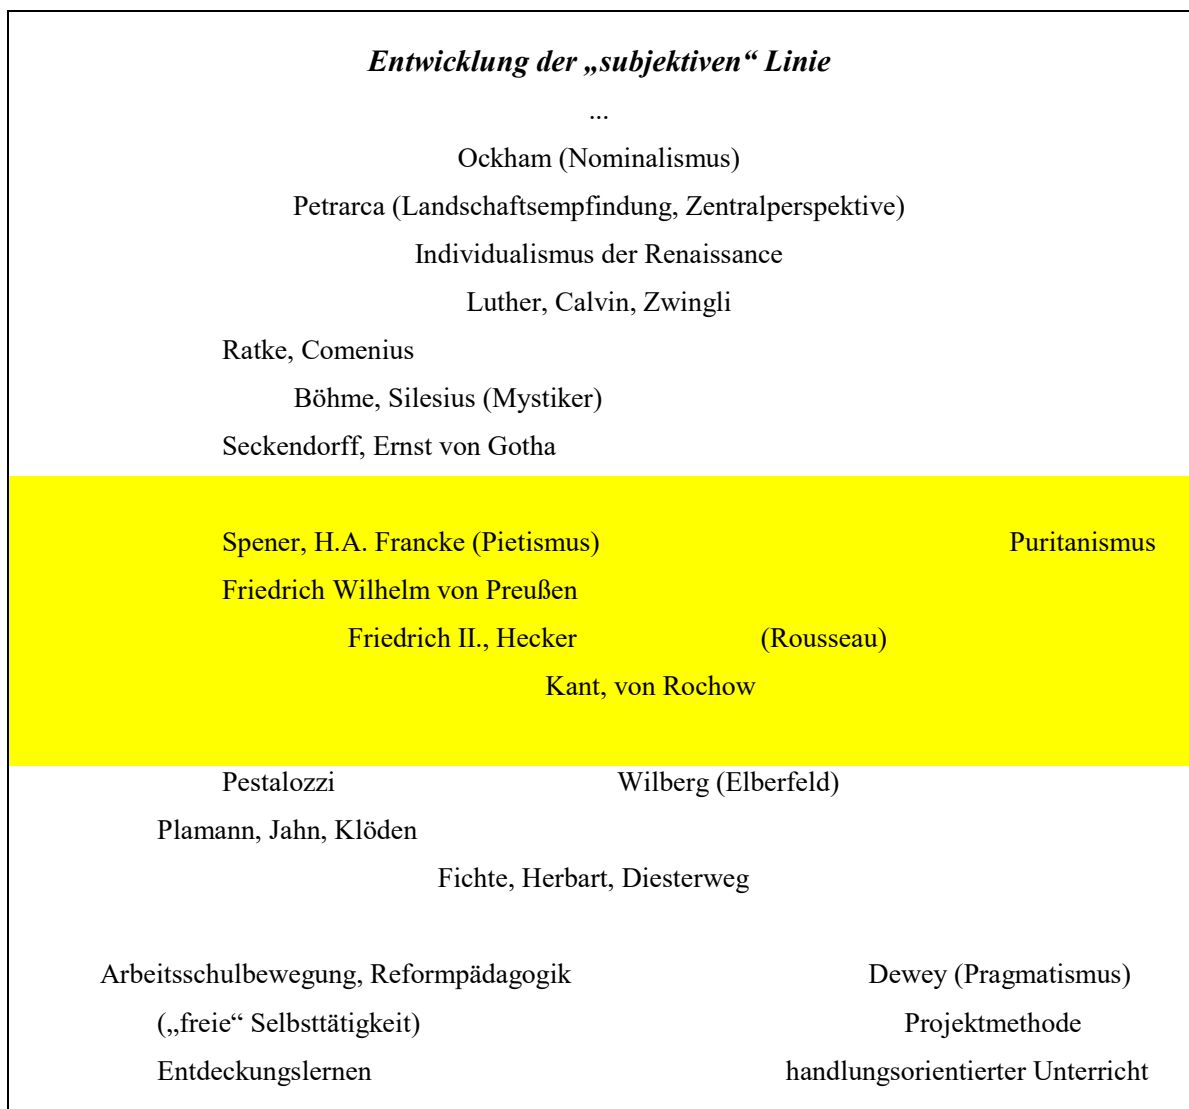 Entwicklung der „subjektiven“ Linie
...
Ockham (Nominalismus)
Petrarca (Landschaftsempfindung, Zentralperspektive)
Individualismus der Renaissance
Luther, Calvin, Zwingli
Ratke, Comenius
Böhme, Silesius (Mystiker)
Seckendorff, Ernst von Gotha
Spener, H.A. Francke (Pietismus) Puritanismus
Friedrich Wilhelm von Preußen
Friedrich II., Hecker (Rousseau)
Kant, von Rochow
Pestalozzi Wilberg (Elberfeld)
Plamann, Jahn, Klöden
Fichte, Herbart, Diesterweg
Arbeitsschulbewegung, Reformpädagogik Dewey (Pragmatismus)
(„freie“ Selbsttätigkeit) Projektmethode
Entdeckungslernen handlungsorientierter Unterricht